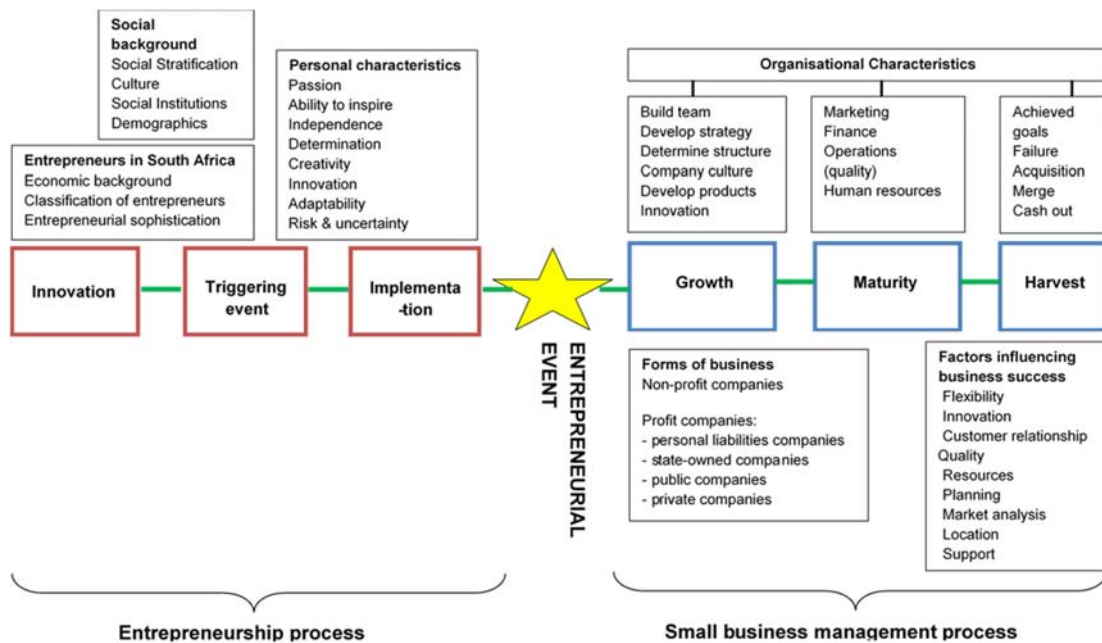 Social
background
Social Stratification
Culture
Social Institutions
Demographics
Entrepreneurs in South Africa
Economic background
Classification of entrepreneurs
Entrepreneurial sophistication
Personal characteristics
Passion
Ability to inspire
Independence
Determination
Creativity
Innovation
Adaptability
Risk & uncertainty
Organisational Characteristics
Build team
Develop strategy
Determine structure
Company culture
Develop products
Innovation
Marketing
Finance
Operations
(quality)
Human resources
Achieved
goals
Failure
Acquisition
Merge
Cash out
Innovation
Triggering
event
Implementa
-tion
ENTREPRENEURIAL
EVENT
Growth
Maturity
Harvest
Forms of business
Non-profit companies
Profit companies:
- personal liabilities companies
- state-owned companies
- public companies
- private companies
Factors influencing
business success
Flexibility
Innovation
Customer relationship
Quality
Resources
Planning
Market analysis
Location
Support
Entrepreneurship process
Small business management process